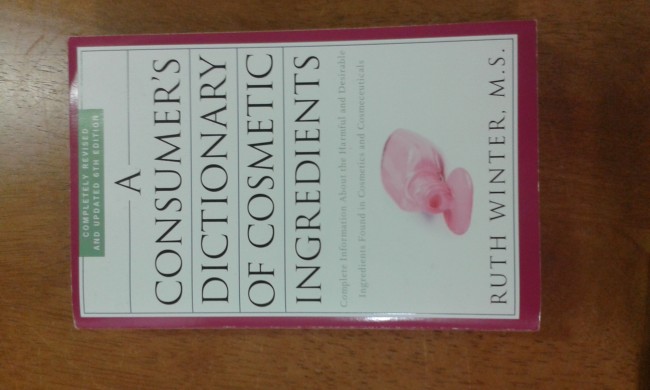 COMPLETELY REVISED
AND UPDATED 6TH EDITION
A
CONSUMER'S
DICTIONARY
OF COSMETIC
INGREDIENTS
Complete Information About the Harmful and Desirable
Ingredients Found in Cosmetics and Cosmeceuticals
RUTH WINTER, M.S.